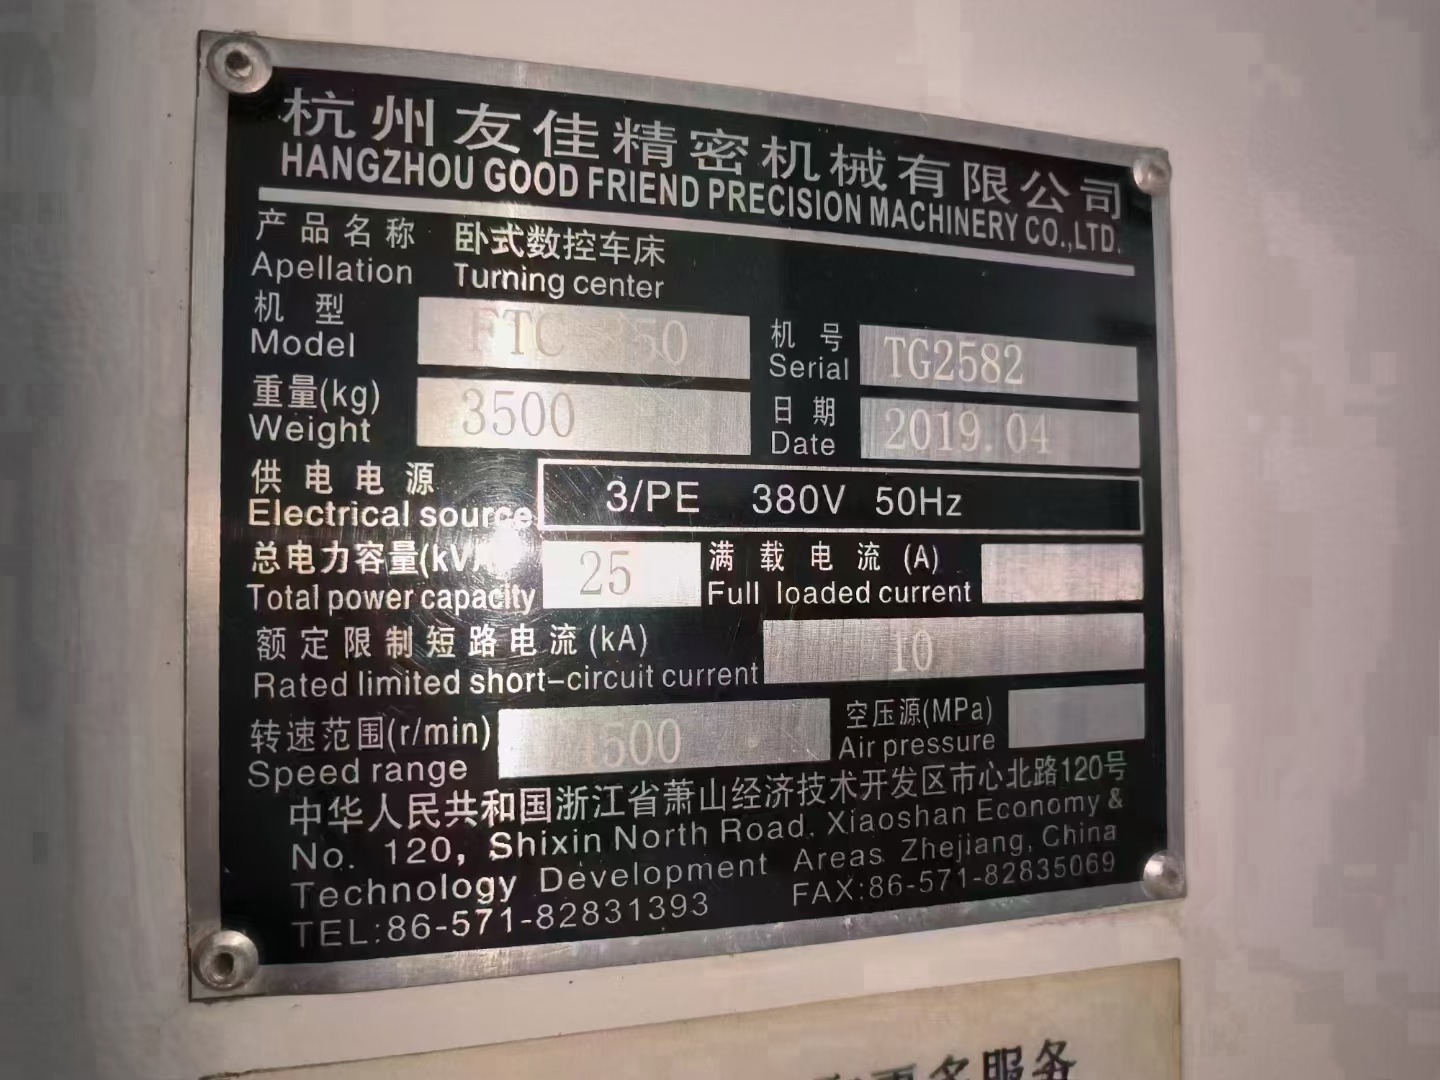 杭州友佳精密机械有限公司
HANGZHOU GOOD FRIEND PRECISION MACHINERY CO.,LTD.
产品名称 卧式数控车床
Apellation Turning center
机型 FTC 350 机号 TG2582
Model Serial
重量(kg) 3500 日期 2019.04
Weight Date
供电电源 3/PE 380V 50Hz
Electrical source
总电力容量 25 满载电流 (A)
Total power capacity Full loaded current
额定限制短路电流(kA) 10
Rated limited short-circuit current
转速范围(r/min) 4500 空压源(MPa)
Speed range Air pressure
中华人民共和国浙江省萧山经济技术开发区市心北路120号
No. 120, Shixin North Road. Xiaoshan Economy &
Technology Development Areas Zhejiang, China
TEL:86-571-82831393 FAX:86-571-82835069
更多服务